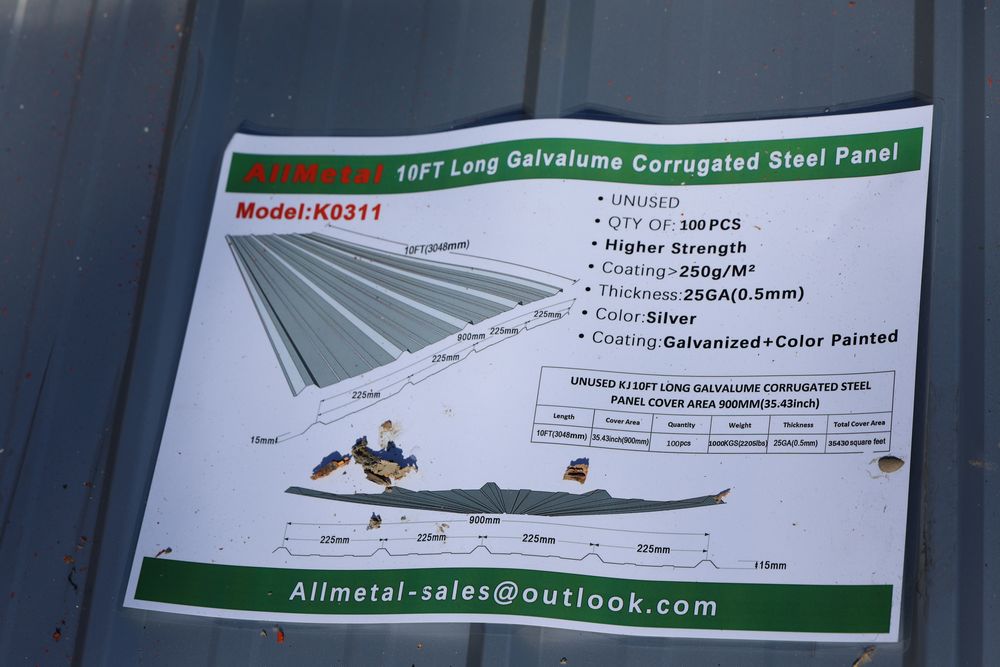 AllMetal 10FT Long Galvalume Corrugated Steel Panel
Model:K0311
• UNUSED
• QTY OF: 100 PCS
• Higher Strength
• Coating>250g/M²
• Thickness:25GA(0.5mm)
• Color:Silver
• Coating:Galvanized+Color Painted
10FT(3048mm)
225mm
900mm
225mm
225mm
225mm
15mm
UNUSED KJ 10FT LONG GALVALUME CORRUGATED STEEL
PANEL COVER AREA 900MM(35.43inch)
Length Cover Area Quantity Weight Thickness Total Cover Area
10FT(3048mm) 35.43inch(900mm) 100pcs 1000KGS(2205lbs) 25GA(0.5mm) 35430 square feet
900mm
225mm 225mm 225mm 225mm
15mm
Allmetal-sales@outlook.com